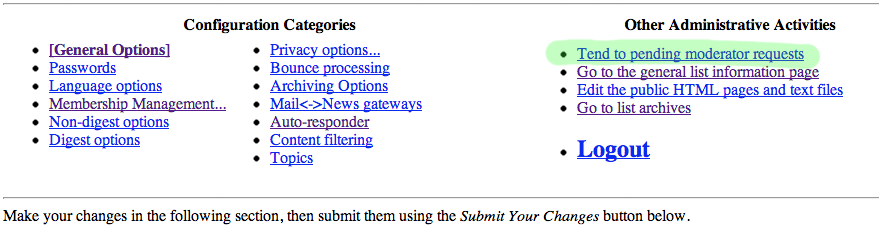 Configuration Categories
[General Options]
Passwords
Language options
Membership Management...
Non-digest options
Digest options
Privacy options...
Bounce processing
Archiving Options
Mail<->News gateways
Auto-responder
Content filtering
Topics
Other Administrative Activities
Tend to pending moderator requests
Go to the general list information page
Edit the public HTML pages and text files
Go to list archives
Logout
Make your changes in the following section, then submit them using the Submit Your Changes button below.